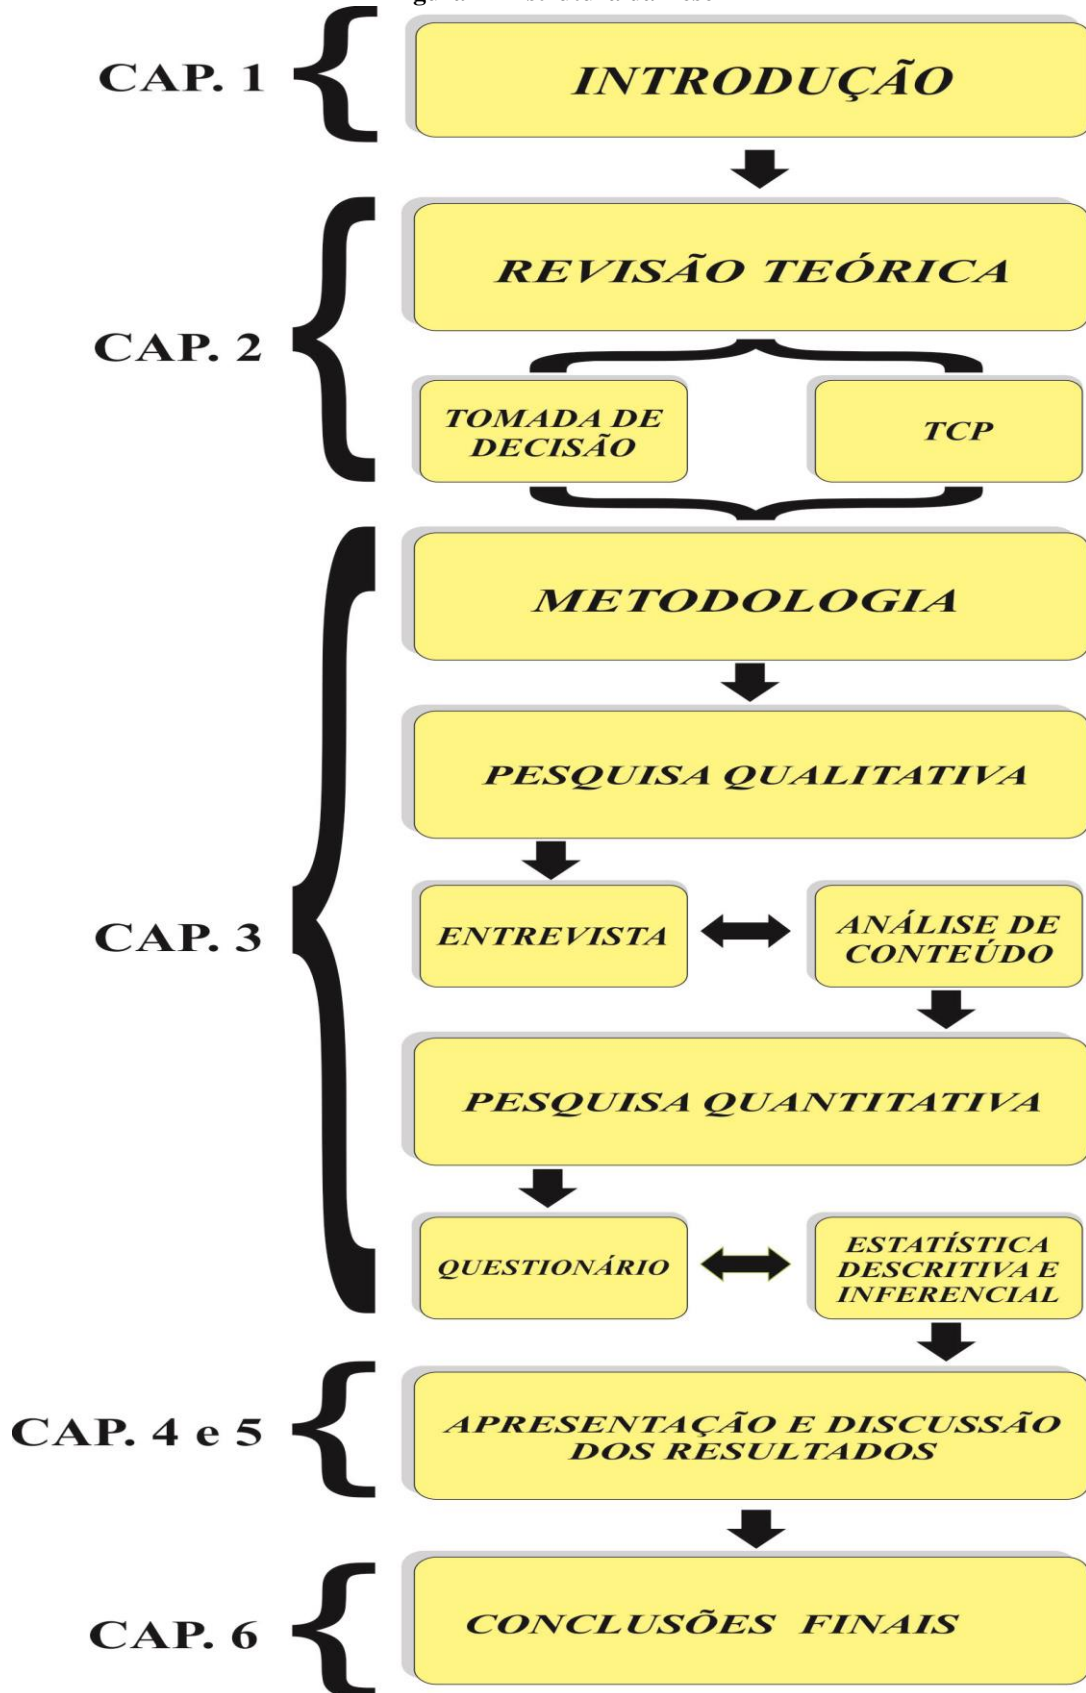 CAP. 1
INTRODUÇÃO
CAP. 2
REVISÃO TEÓRICA
TOMADA DE
DECISÃO
TCP
CAP. 3
METODOLOGIA
PESQUISA QUALITATIVA
ENTREVISTA
ANÁLISE DE
CONTEÚDO
PESQUISA QUANTITATIVA
QUESTIONÁRIO
ESTATÍSTICA
DESCRITIVA E
INFERENCIAL
CAP. 4 e 5
APRESENTAÇÃO E DISCUSSÃO
DOS RESULTADOS
CAP. 6
CONCLUSÕES FINAIS